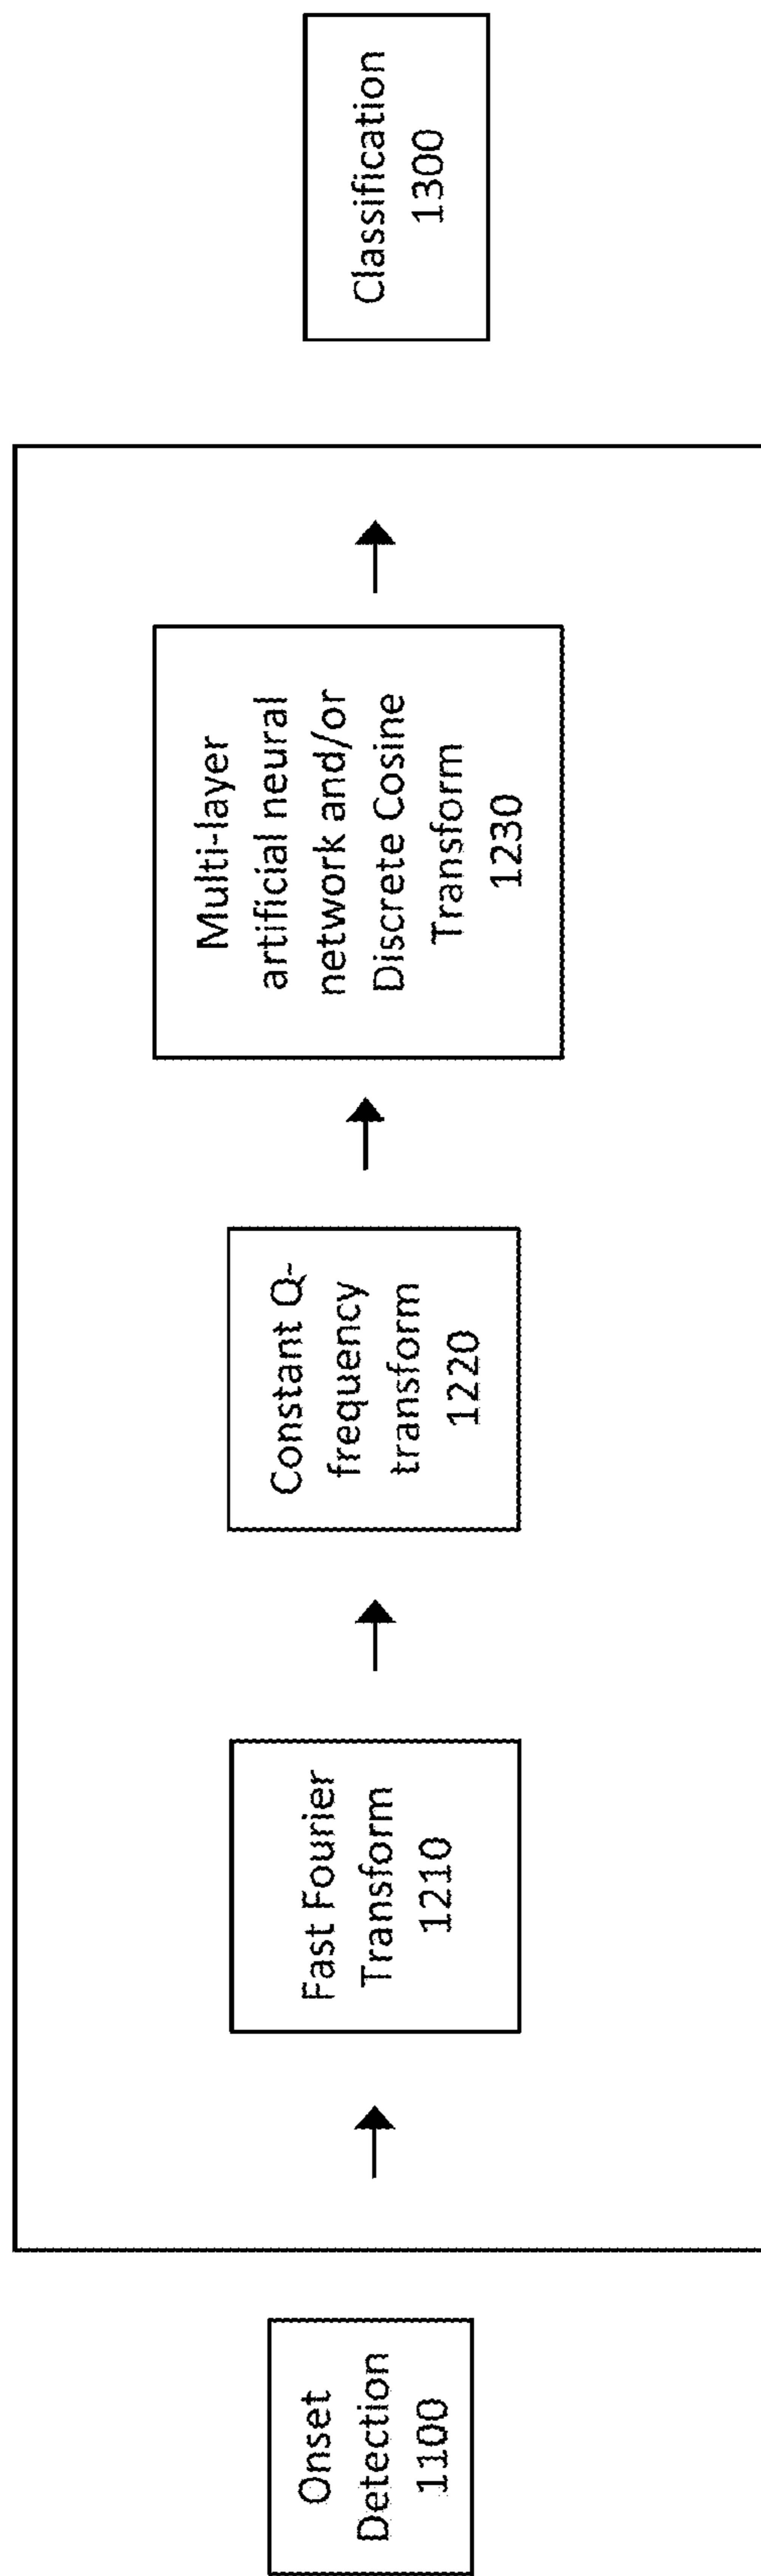 Onset
Detection
1100
Fast Fourier
Transform
1210
Constant Q-
frequency
transform
1220
Multi-layer
artificial neural
network and/or
Discrete Cosine
Transform
1230
Classification
1300